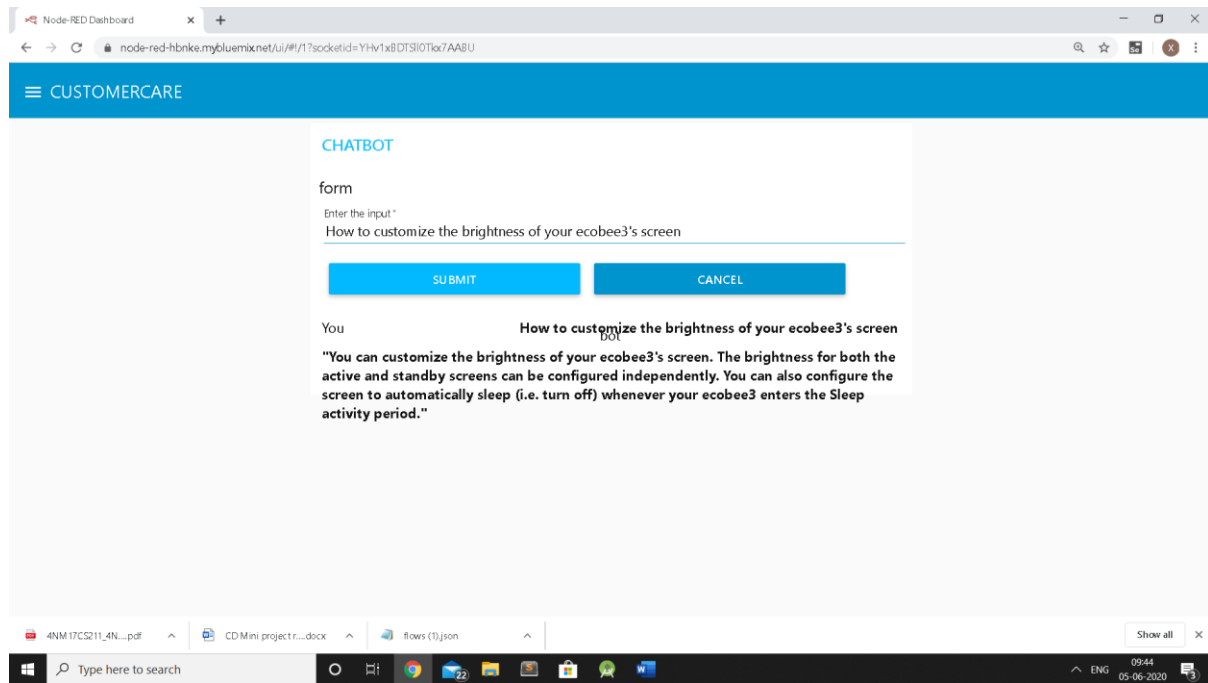 Node-RED Dashboard
node-red-hbnke.mybluemix.net/ui/#!/1?socketid=YHv1x8DTSll0Tkx7AA8U
Se
X
CUSTOMERCARE
CHATBOT
form
Enter the input *
How to customize the brightness of your ecobee3's screen
SUBMIT CANCEL
You How to customize the brightness of your ecobee3's screen
bot
"You can customize the brightness of your ecobee3's screen. The brightness for both the
active and standby screens can be configured independently. You can also configure the
screen to automatically sleep (i.e. turn off) whenever your ecobee3 enters the Sleep
activity period."
4NM17CS211_4N....pdf CD Mini project r....docx flows (1).json Show all
Type here to search 22 ENG 09:44
05-06-2020 3